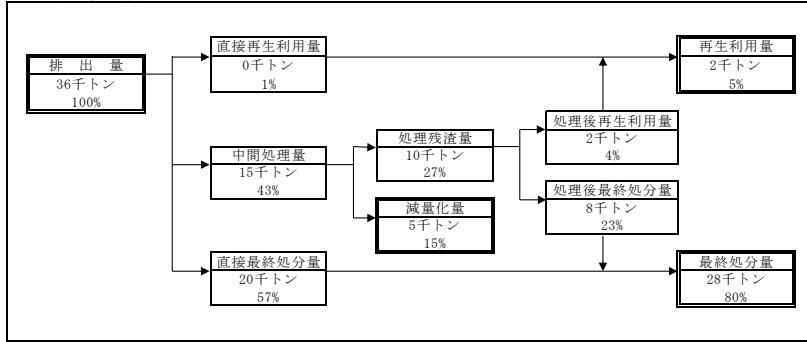 排 出 量
36千トン
100%
直接再生利用量
0千トン
1%
再生利用量
2千トン
5%
中間処理量
15千トン
43%
処理残渣量
10千トン
27%
処理後再生利用量
2千トン
4%
減量化量
5千トン
15%
処理後最終処分量
8千トン
23%
直接最終処分量
20千トン
57%
最終処分量
28千トン
80%